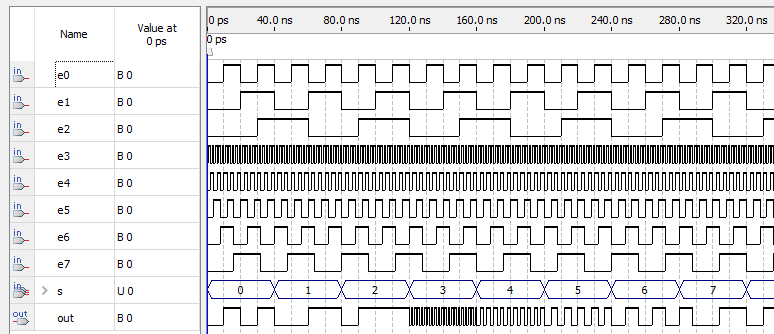 Name
Value at
0 ps
0 ps 40.0 ns 80.0 ns 120.0 ns 160.0 ns 200.0 ns 240.0 ns 280.0 ns 320.0
0 ps
in e0 B 0
in e1 B 0
in e2 B 0
in e3 B 0
in e4 B 0
in e5 B 0
in e6 B 0
in e7 B 0
in > s U 0 0 1 2 3 4 5 6 7
out out B 0